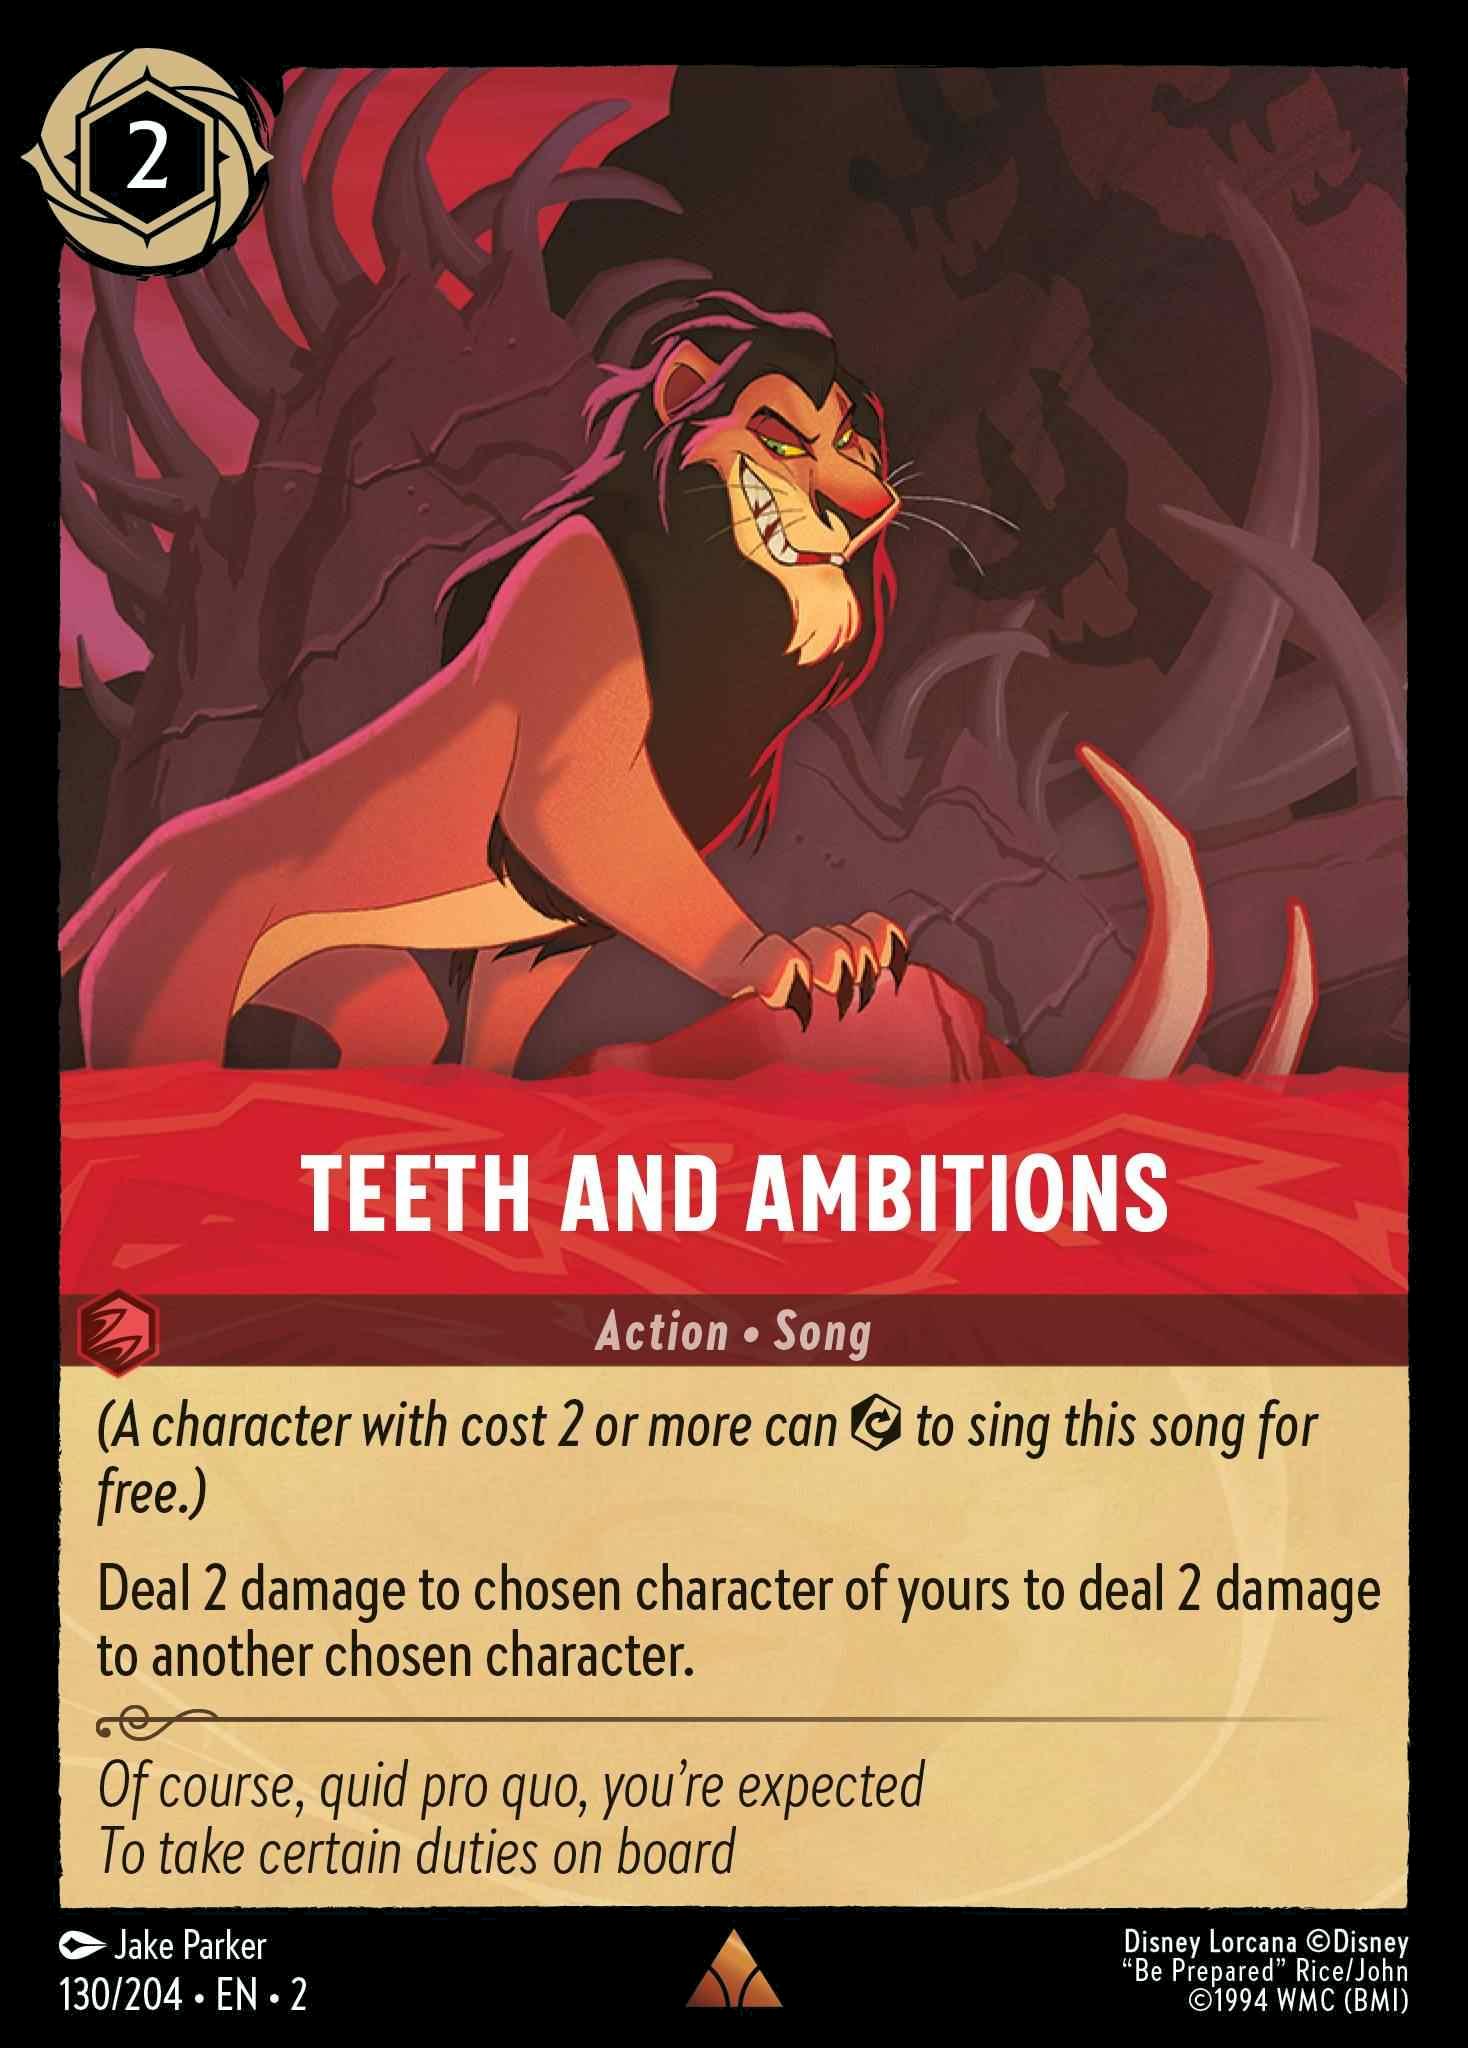 2
TEETH AND AMBITIONS
Action • Song
(A character with cost 2 or more can to sing this song for
free.)
Deal 2 damage to chosen character of yours to deal 2 damage
to another chosen character.
Of course, quid pro quo, you're expected
To take certain duties on board
Jake Parker
130/204 • EN • 2
Disney Lorcana ©Disney
“Be Prepared” Rice/John
©1994 WMC (BMI)